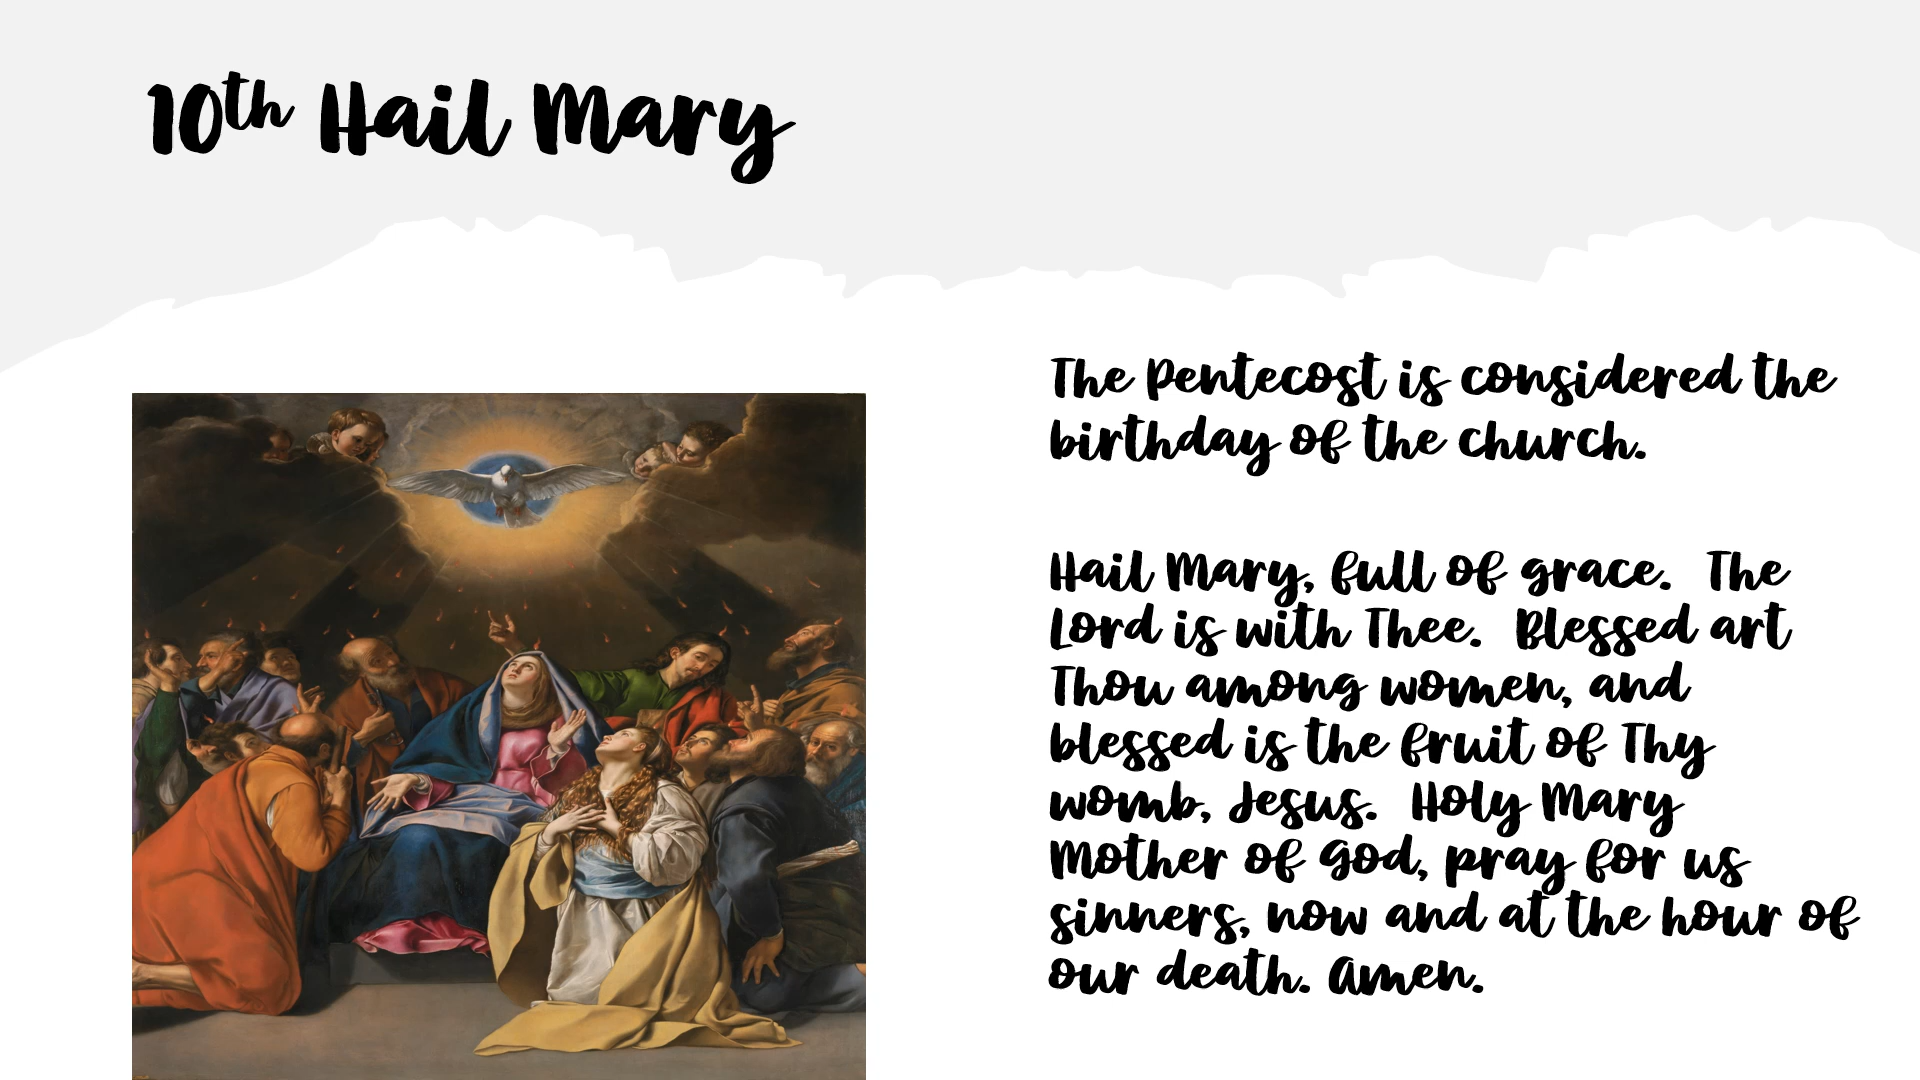 10th Hail Mary
The Pentecost is considered the
birthday of the church.
Hail Mary, full of grace.  The
Lord is with Thee.  Blessed art
Thou among women, and
blessed is the fruit of Thy
womb, Jesus.  Holy Mary
Mother of God, pray for us
sinners, now and at the hour of
our death. Amen.